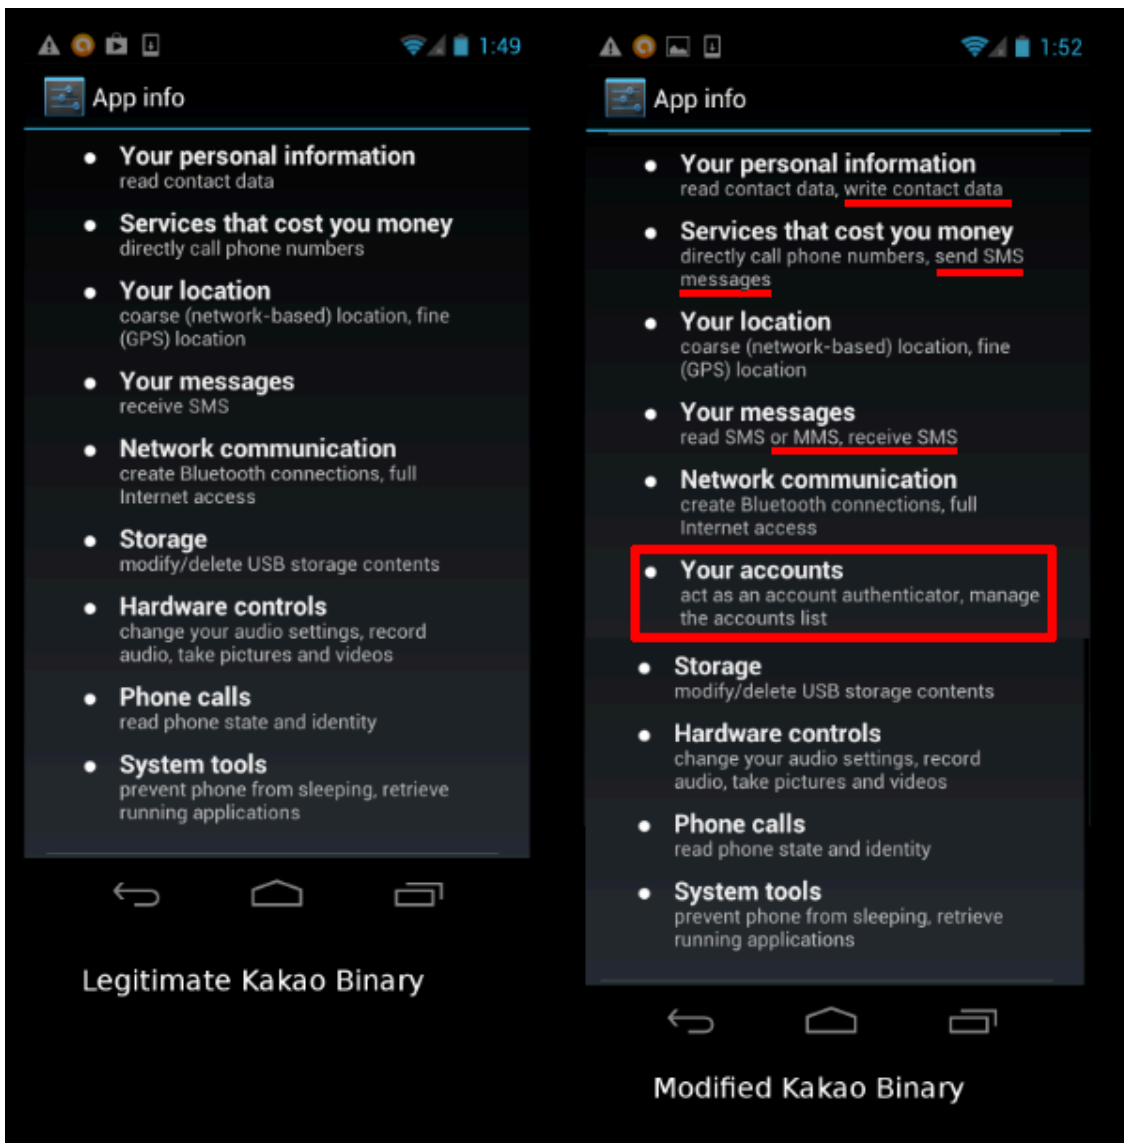 1:49
App info
Your personal information
read contact data
Services that cost you money
directly call phone numbers
Your location
coarse (network-based) location, fine
(GPS) location
Your messages
receive SMS
Network communication
create Bluetooth connections, full
Internet access
Storage
modify/delete USB storage contents
Hardware controls
change your audio settings, record
audio, take pictures and videos
Phone calls
read phone state and identity
System tools
prevent phone from sleeping, retrieve
running applications
Legitimate Kakao Binary
1:52
App info
Your personal information
read contact data, write contact data
Services that cost you money
directly call phone numbers, send SMS
messages
Your location
coarse (network-based) location, fine
(GPS) location
Your messages
read SMS or MMS, receive SMS
Network communication
create Bluetooth connections, full
Internet access
Your accounts
act as an account authenticator, manage
the accounts list
Storage
modify/delete USB storage contents
Hardware controls
change your audio settings, record
audio, take pictures and videos
Phone calls
read phone state and identity
System tools
prevent phone from sleeping, retrieve
running applications
Modified Kakao Binary